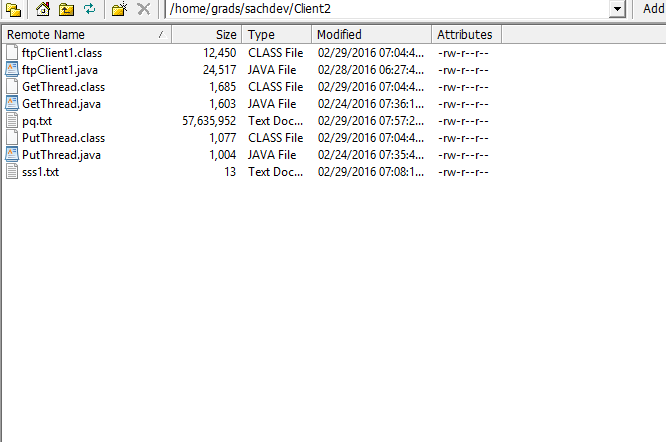 /home/grads/sachdev/Client2 Add
Remote Name / Size Type Modified Attributes
ftpClient1.class 12,450 CLASS File 02/29/2016 07:04:4... -rw-r--r--
ftpClient1.java 24,517 JAVA File 02/28/2016 06:27:4... -rw-r--r--
GetThread.class 1,685 CLASS File 02/29/2016 07:04:4... -rw-r--r--
GetThread.java 1,603 JAVA File 02/24/2016 07:36:1... -rw-r--r--
pq.txt 57,635,952 Text Doc... 02/29/2016 07:57:2... -rw-r--r--
PutThread.class 1,077 CLASS File 02/29/2016 07:04:4... -rw-r--r--
PutThread.java 1,004 JAVA File 02/24/2016 07:35:4... -rw-r--r--
sss1.txt 13 Text Doc... 02/29/2016 07:08:1... -rw-r--r--